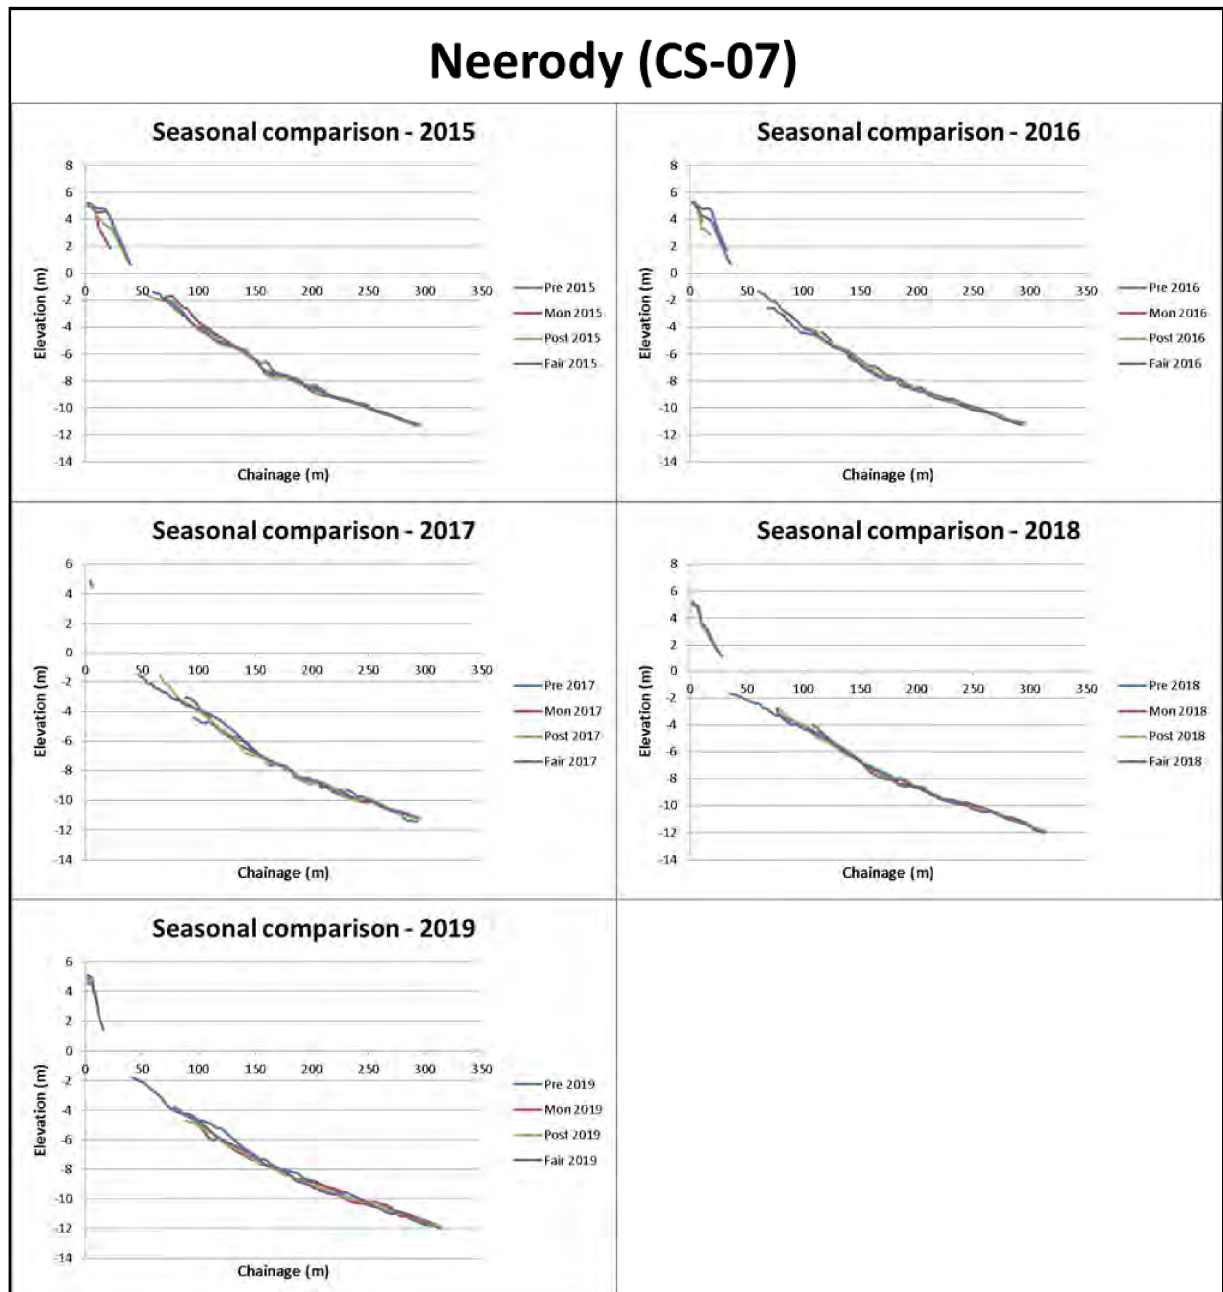 Neerody (CS-07)
Seasonal comparison - 2015
8
6
4
2
0
-2
-4
-6
-8
-10
-12
-14
0 50 100 150 200 250 300 350
Elevation (m)
Chainage (m)
Pre 2015
Mon 2015
Post 2015
Fair 2015
Seasonal comparison - 2016
8
6
4
2
0
-2
-4
-6
-8
-10
-12
-14
0 50 100 150 200 250 300 350
Elevation (m)
Chainage (m)
Pre 2016
Mon 2016
Post 2016
Fair 2016
Seasonal comparison - 2017
6
4
2
0
-2
-4
-6
-8
-10
-12
-14
0 50 100 150 200 250 300 350
Elevation (m)
Chainage (m)
Pre 2017
Mon 2017
Post 2017
Fair 2017
Seasonal comparison - 2018
8
6
4
2
0
-2
-4
-6
-8
-10
-12
-14
0 50 100 150 200 250 300 350
Elevation (m)
Chainage (m)
Pre 2018
Mon 2018
Post 2018
Fair 2018
Seasonal comparison - 2019
6
4
2
0
-2
-4
-6
-8
-10
-12
-14
0 50 100 150 200 250 300 350
Elevation (m)
Chainage (m)
Pre 2019
Mon 2019
Post 2019
Fair 2019